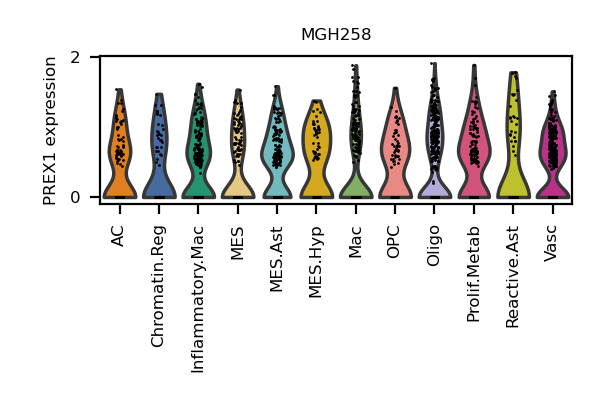 MGH258
PREX1 expression
2
0
AC
Chromatin.Reg
Inflammatory.Mac
MES
MES.Ast
MES.Hyp
Mac
OPC
Oligo
Prolif.Metab
Reactive.Ast
Vasc